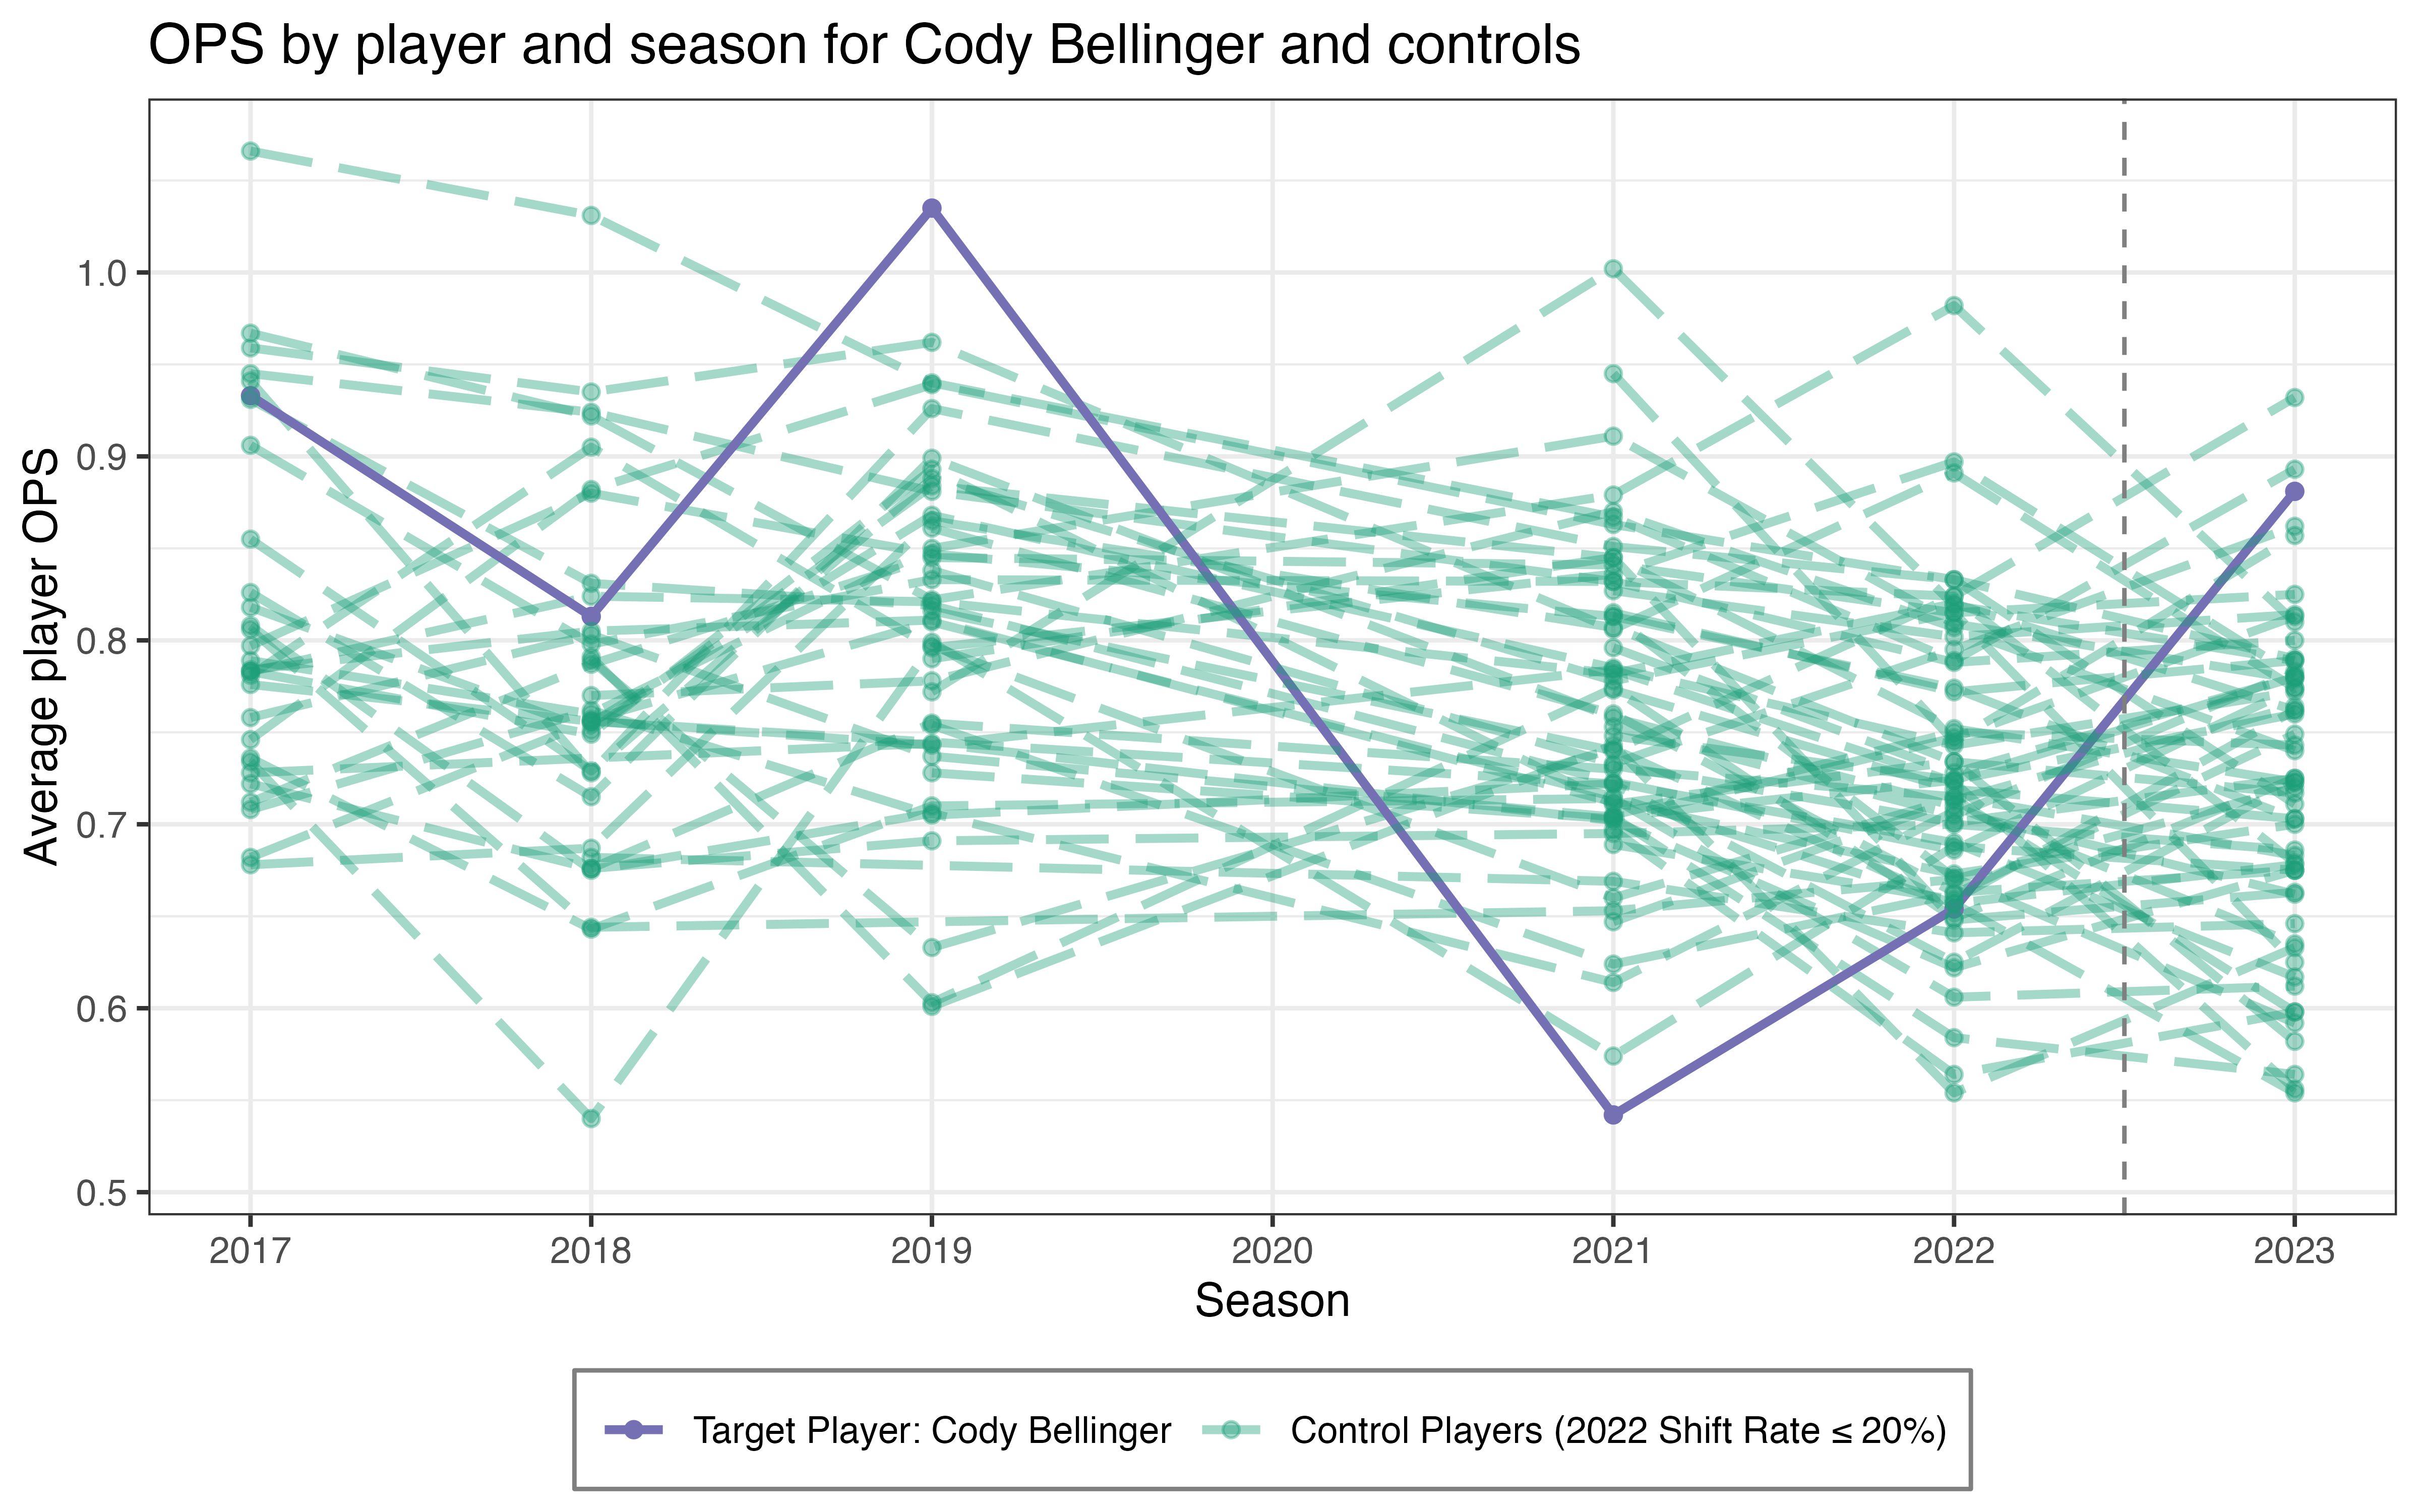 OPS by player and season for Cody Bellinger and controls
Average player OPS
1.0
0.9
0.8
0.7
0.6
0.5
2017 2018 2019 2020 2021 2022 2023
Season
Target Player: Cody Bellinger Control Players (2022 Shift Rate ≤ 20%)